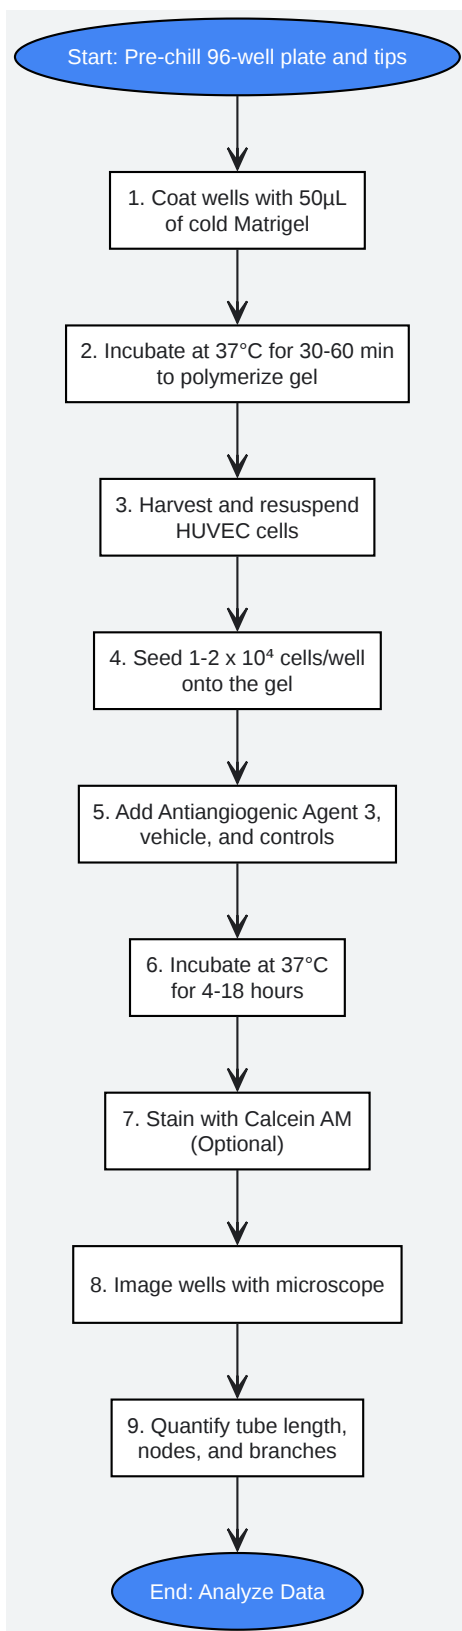 Start: Pre-chill 96-well plate and tips
1. Coat wells with 50µL
of cold Matrigel
2. Incubate at 37°C for 30-60 min
to polymerize gel
3. Harvest and resuspend
HUVEC cells
4. Seed 1-2 x 10⁴ cells/well
onto the gel
5. Add Antiangiogenic Agent 3,
vehicle, and controls
6. Incubate at 37°C
for 4-18 hours
7. Stain with Calcein AM
(Optional)
8. Image wells with microscope
9. Quantify tube length,
nodes, and branches
End: Analyze Data